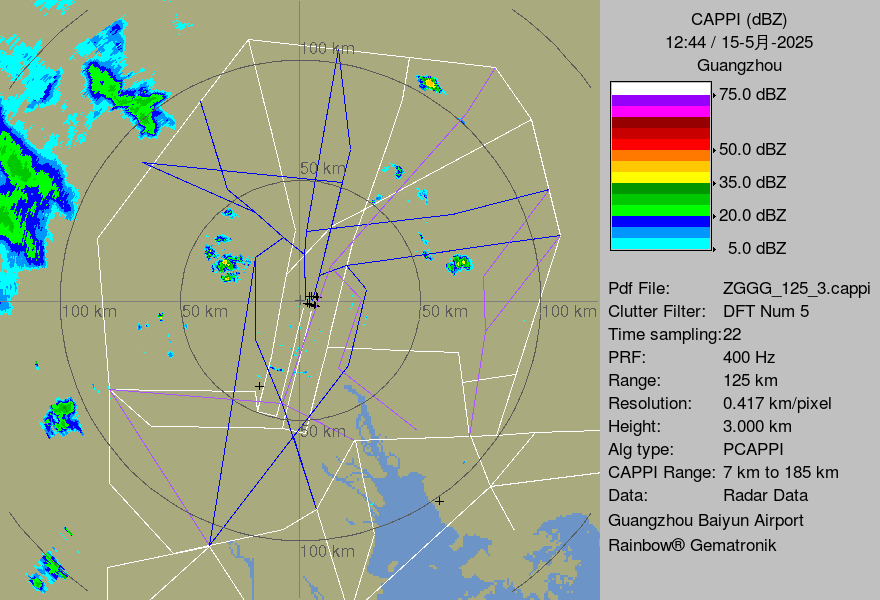 100 km
50 km
100 km
50 km
50 km
100 km
50 km
100 km
CAPPI (dBZ)
12:44 / 15-5月-2025
Guangzhou
75.0 dBZ
50.0 dBZ
35.0 dBZ
20.0 dBZ
5.0 dBZ
Pdf File: ZGGG_125_3.cappi
Clutter Filter: DFT Num 5
Time sampling:22
PRF: 400 Hz
Range: 125 km
Resolution: 0.417 km/pixel
Height: 3.000 km
Alg type: PCAPPI
CAPPI Range: 7 km to 185 km
Data: Radar Data
Guangzhou Baiyun Airport
Rainbow® Gematronik